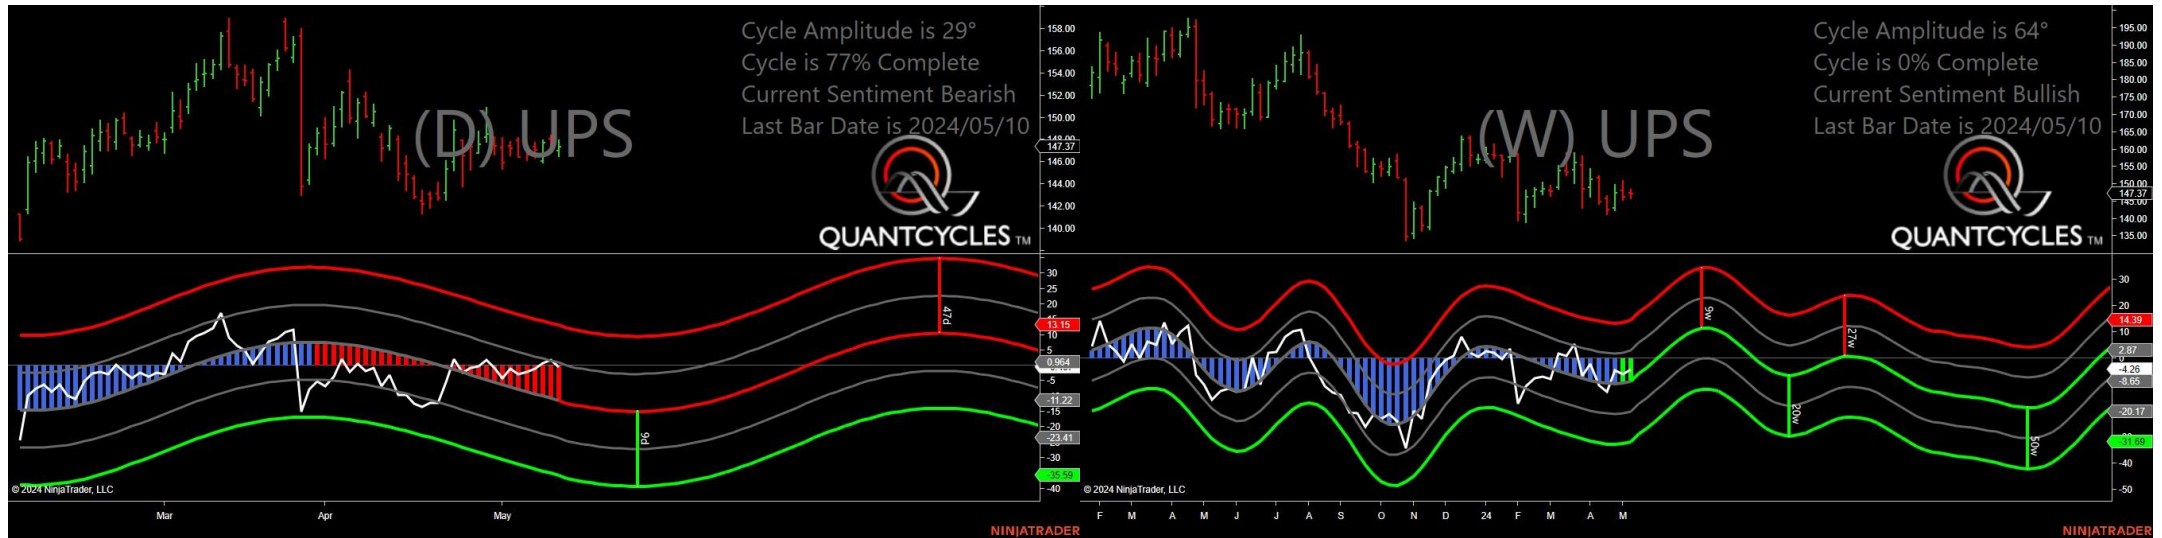 Cycle Amplitude is 29°
Cycle is 77% Complete
Current Sentiment Bearish
Last Bar Date is 2024/05/10
(D) UPS
QUANTCYCLES TM
158.00
156.00
154.00
152.00
150.00
148.00
147.37
146.00
144.00
142.00
140.00
47d
9d
30
25
20
15
13.15
10
5
0.964
-5
-11.22
-15
-20
-23.41
-30
-35.59
-40
© 2024 NinjaTrader, LLC
Mar
Apr
May
NINJATRADER
Cycle Amplitude is 64°
Cycle is 0% Complete
Current Sentiment Bullish
Last Bar Date is 2024/05/10
(W) UPS
QUANTCYCLES TM
195.00
190.00
185.00
180.00
175.00
170.00
165.00
160.00
155.00
150.00
147.37
145.00
140.00
135.00
9w
27w
20w
50w
30
20
14.39
10
2.87
0
-4.26
-8.65
-20.17
-31.69
-40
-50
© 2024 NinjaTrader, LLC
F M A M J J A S O N D 24 F M A M
NINJATRADER